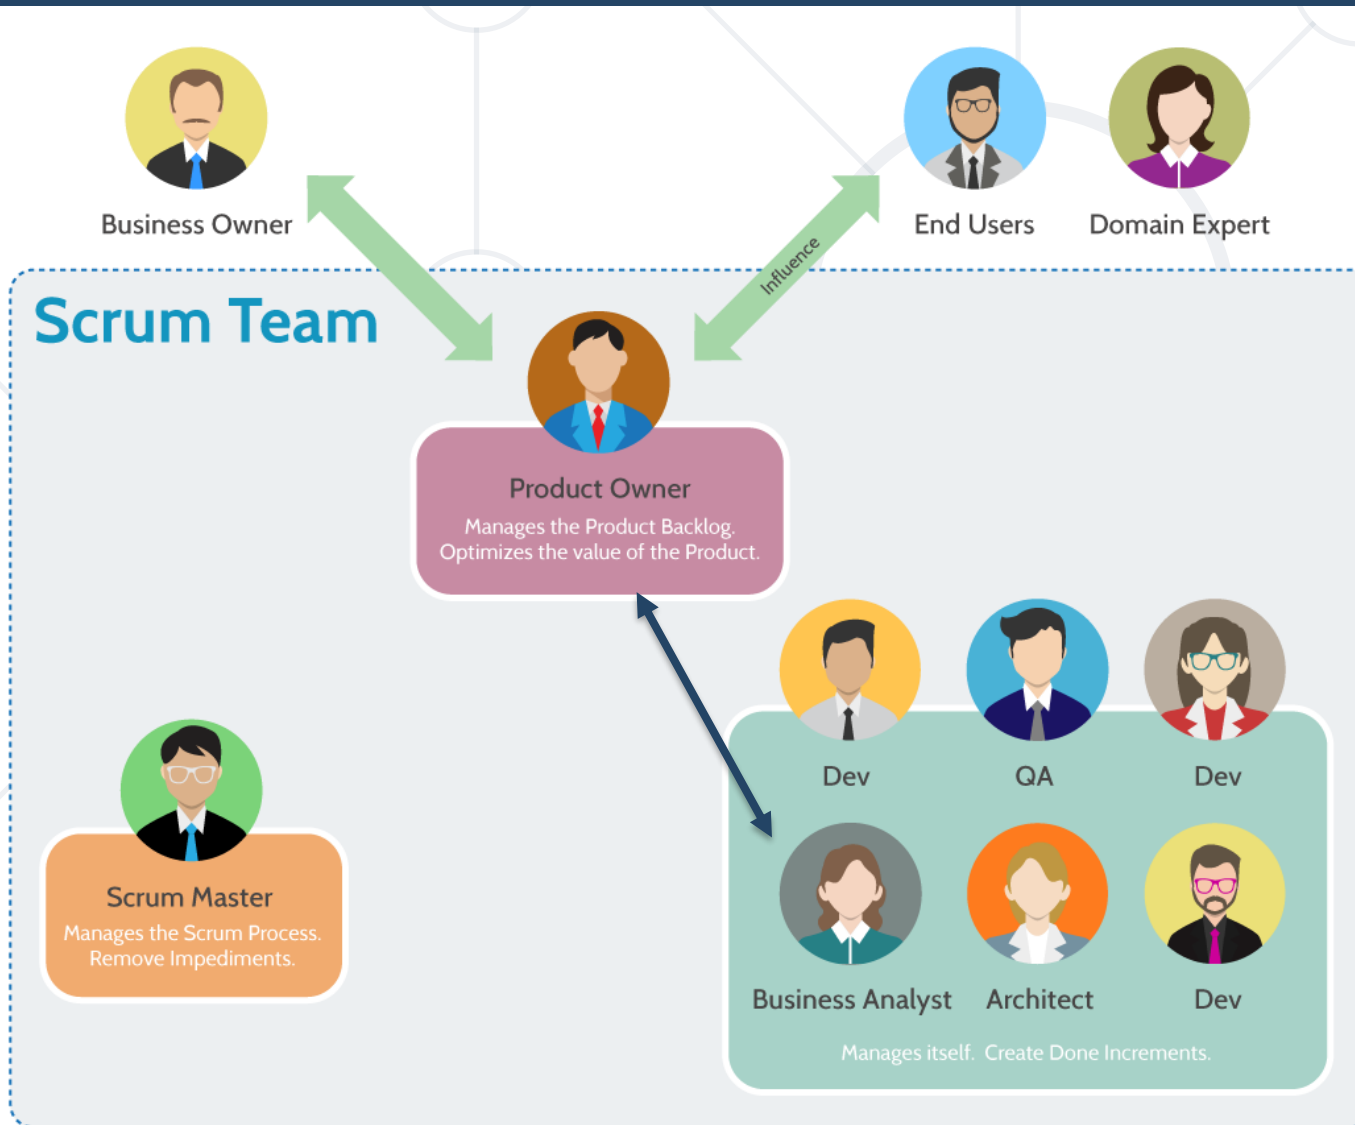 Business Owner
End Users
Domain Expert
Influence
Scrum Team
Product Owner
Manages the Product Backlog.
Optimizes the value of the Product.
Dev
QA
Dev
Scrum Master
Manages the Scrum Process.
Remove Impediments.
Business Analyst
Architect
Dev
Manages itself.  Create Done Increments.